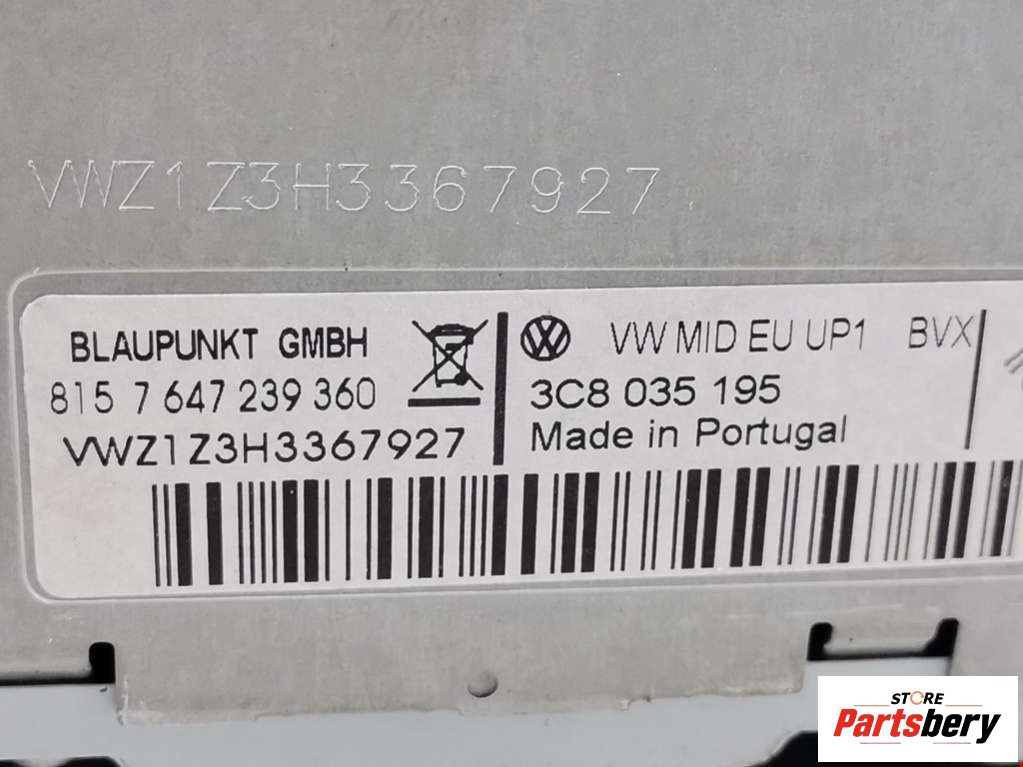 VWZ1Z3H3367927
BLAUPUNKT GMBH
815 7 647 239 360
VWZ1Z3H3367927
VW MID EU UP1 BVX
3C8 035 195
Made in Portugal
STORE
Partsbery